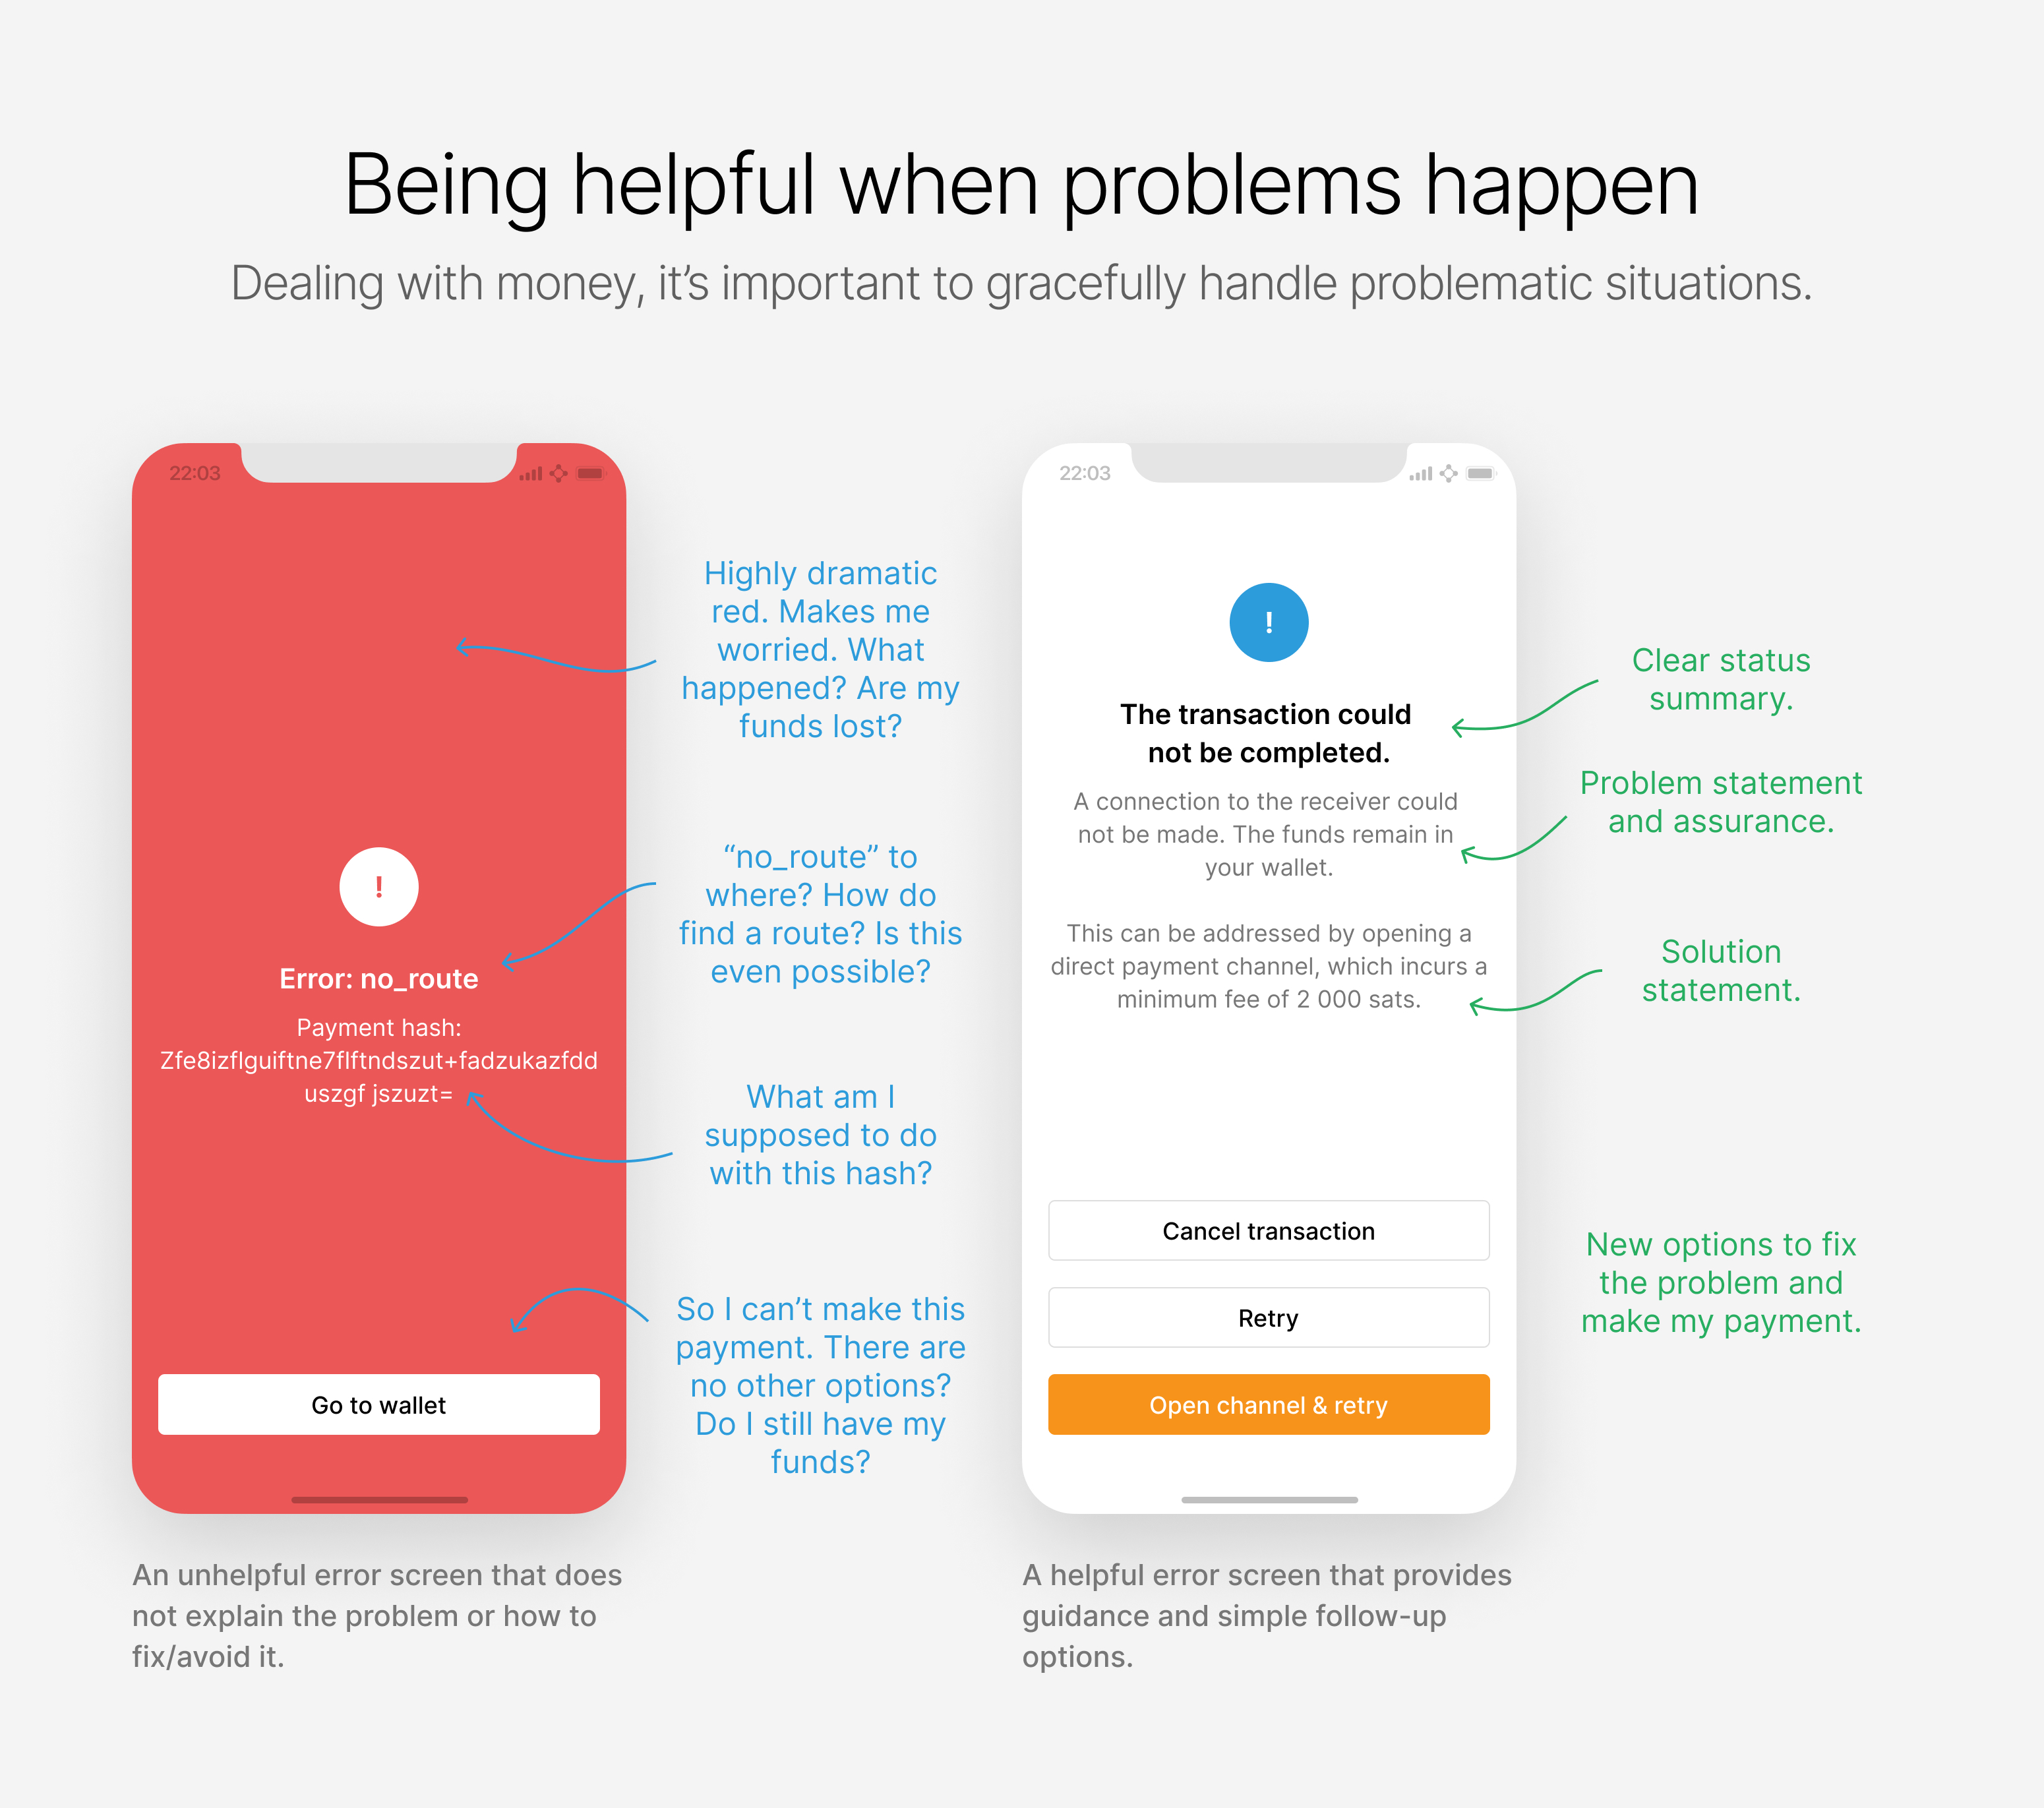 Being helpful when problems happen
Dealing with money, it’s important to gracefully handle problematic situations.
22:03
!
Error: no_route
Payment hash:
Zfe8izflguiftne7flftndszut+fadzukazfdd
uszgf jszuzt=
Go to wallet
Highly dramatic
red. Makes me
worried. What
happened? Are my
funds lost?
“no_route” to
where? How do
find a route? Is this
even possible?
What am I
supposed to do
with this hash?
So I can’t make this
payment. There are
no other options?
Do I still have my
funds?
An unhelpful error screen that does
not explain the problem or how to
fix/avoid it.
22:03
!
The transaction could
not be completed.
A connection to the receiver could
not be made. The funds remain in
your wallet.
This can be addressed by opening a
direct payment channel, which incurs a
minimum fee of 2 000 sats.
Cancel transaction
Retry
Open channel & retry
Clear status
summary.
Problem statement
and assurance.
Solution
statement.
New options to fix
the problem and
make my payment.
A helpful error screen that provides
guidance and simple follow-up
options.